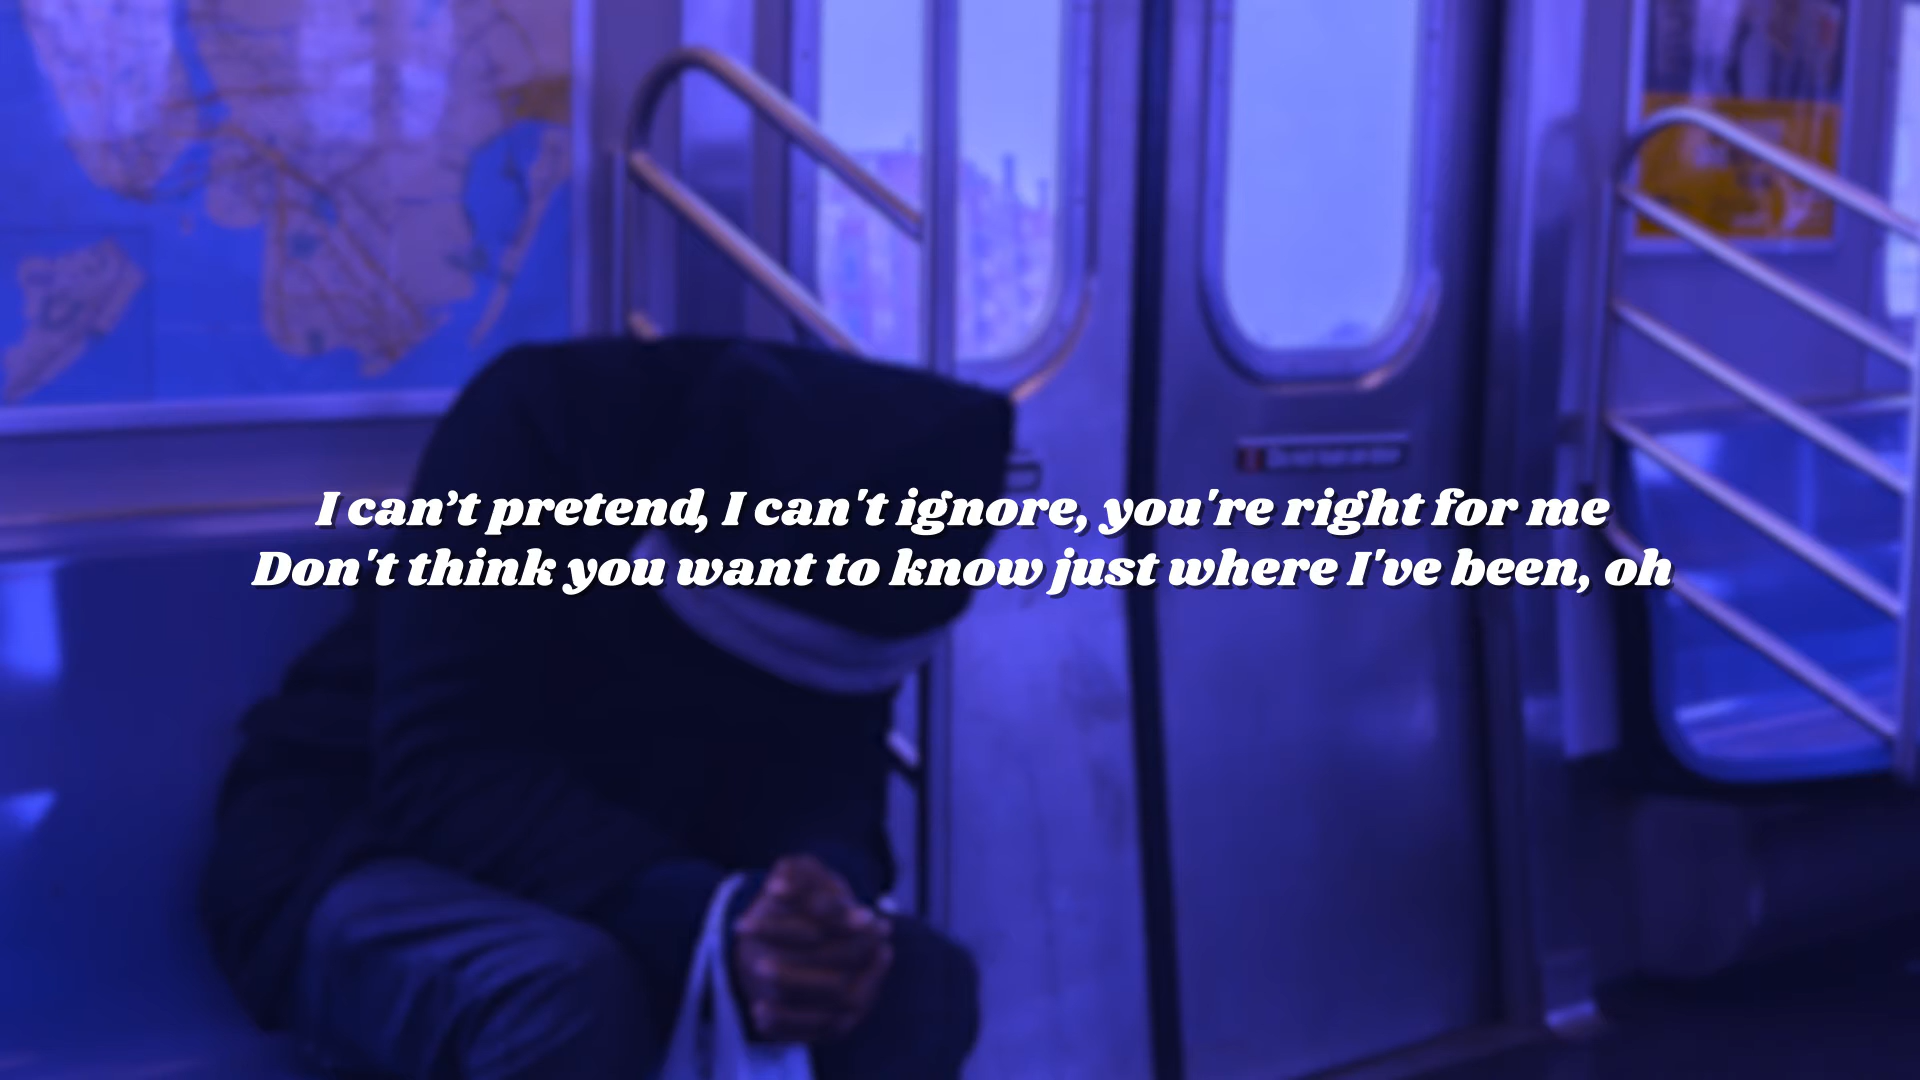 I can’t pretend, I can't ignore, you're right for me
Don't think you want to know just where I've been, oh